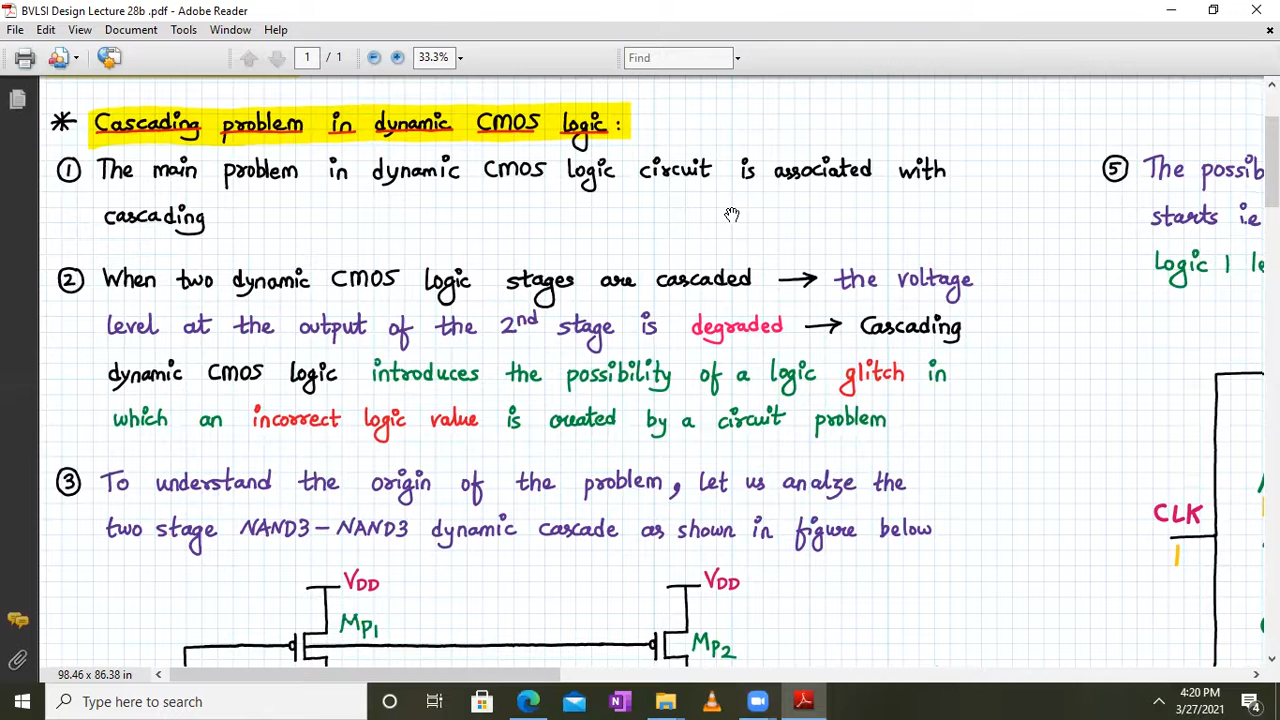 BVLSI Design Lecture 28b .pdf - Adobe Reader
File Edit View Document Tools Window Help
1 / 1 33.3% Find
* Cascading problem in dynamic CMOS logic :
① The main problem in dynamic CMOS logic circuit is associated with
cascading
② When two dynamic CMOS logic stages are cascaded → the voltage
level at the output of the 2nd stage is degraded → Cascading
dynamic CMOS logic introduces the possibility of a logic glitch in
which an incorrect logic value is created by a circuit problem
③ To understand the origin of the problem, let us analze the
two stage NAND3-NAND3 dynamic cascade as shown in figure below
VDD VDD
MP1 MP2
⑤ The possib
starts i.e
Logic 1 le
CLK
1
98.46 x 86.38 in
Type here to search
4:20 PM
3/27/2021
4